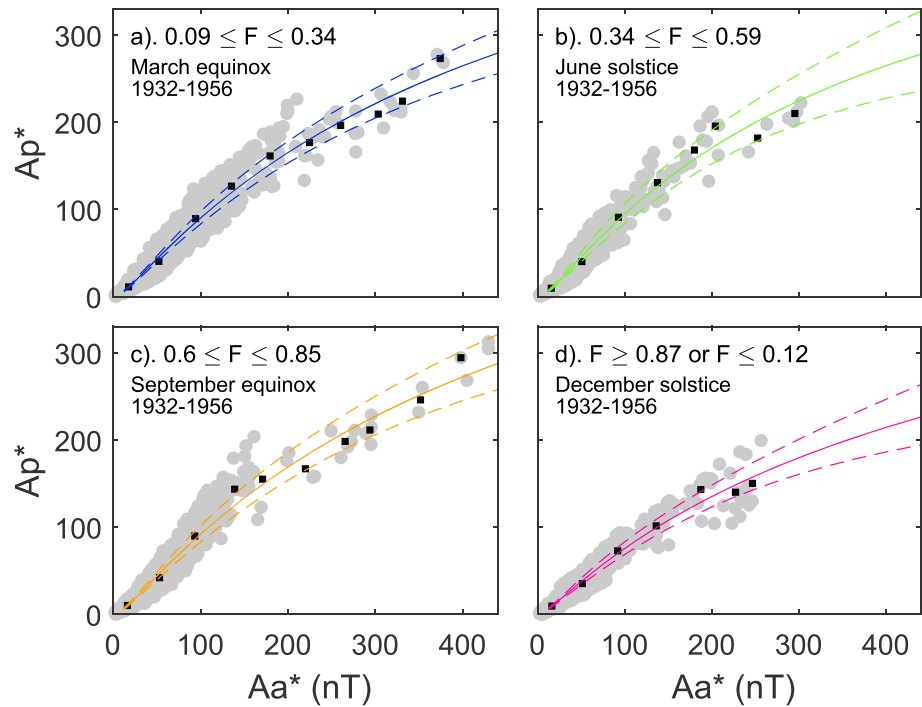 a). 0.09 ≤ F ≤ 0.34
March equinox
1932-1956
Ap*
300
200
100
0
b). 0.34 ≤ F ≤ 0.59
June solstice
1932-1956
0
c). 0.6 ≤ F ≤ 0.85
September equinox
1932-1956
Ap*
300
200
100
0
0 100 200 300 400
Aa* (nT)
d). F ≥ 0.87 or F ≤ 0.12
December solstice
1932-1956
0
0 100 200 300 400
Aa* (nT)